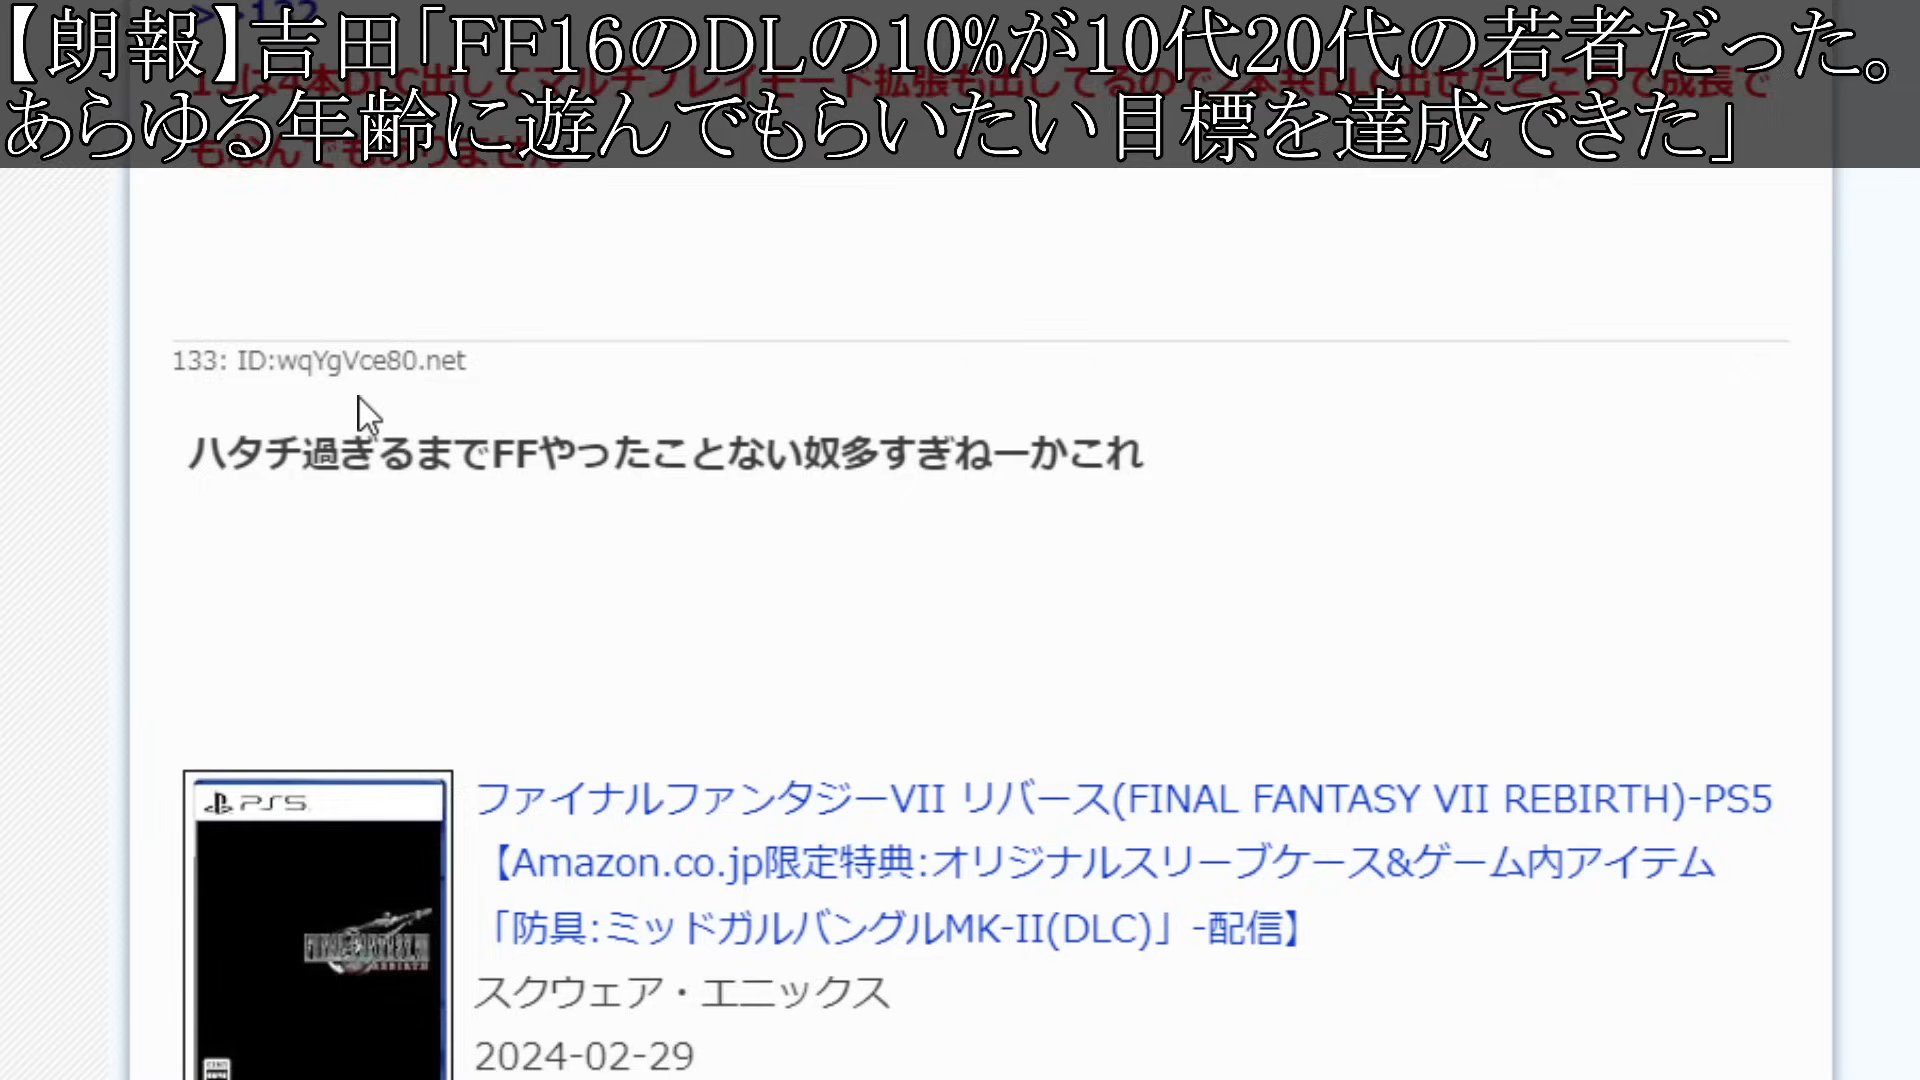 【朗報】吉田「FF16のDLの10%が10代20代の若者だった。
あらゆる年齢に遊んでもらいたい目標を達成できた」
133: ID:wqYgVce80.net
ハタチ過ぎるまでFFやったことない奴多すぎねーかこれ
PS5
ファイナルファンタジーVII リバース(FINAL FANTASY VII REBIRTH)-PS5
【Amazon.co.jp限定特典:オリジナルスリーブケース&ゲーム内アイテム
「防具:ミッドガルバングルMK-II(DLC)」-配信】
FINAL FANTASY VII
REBIRTH
スクウェア・エニックス
2024-02-29